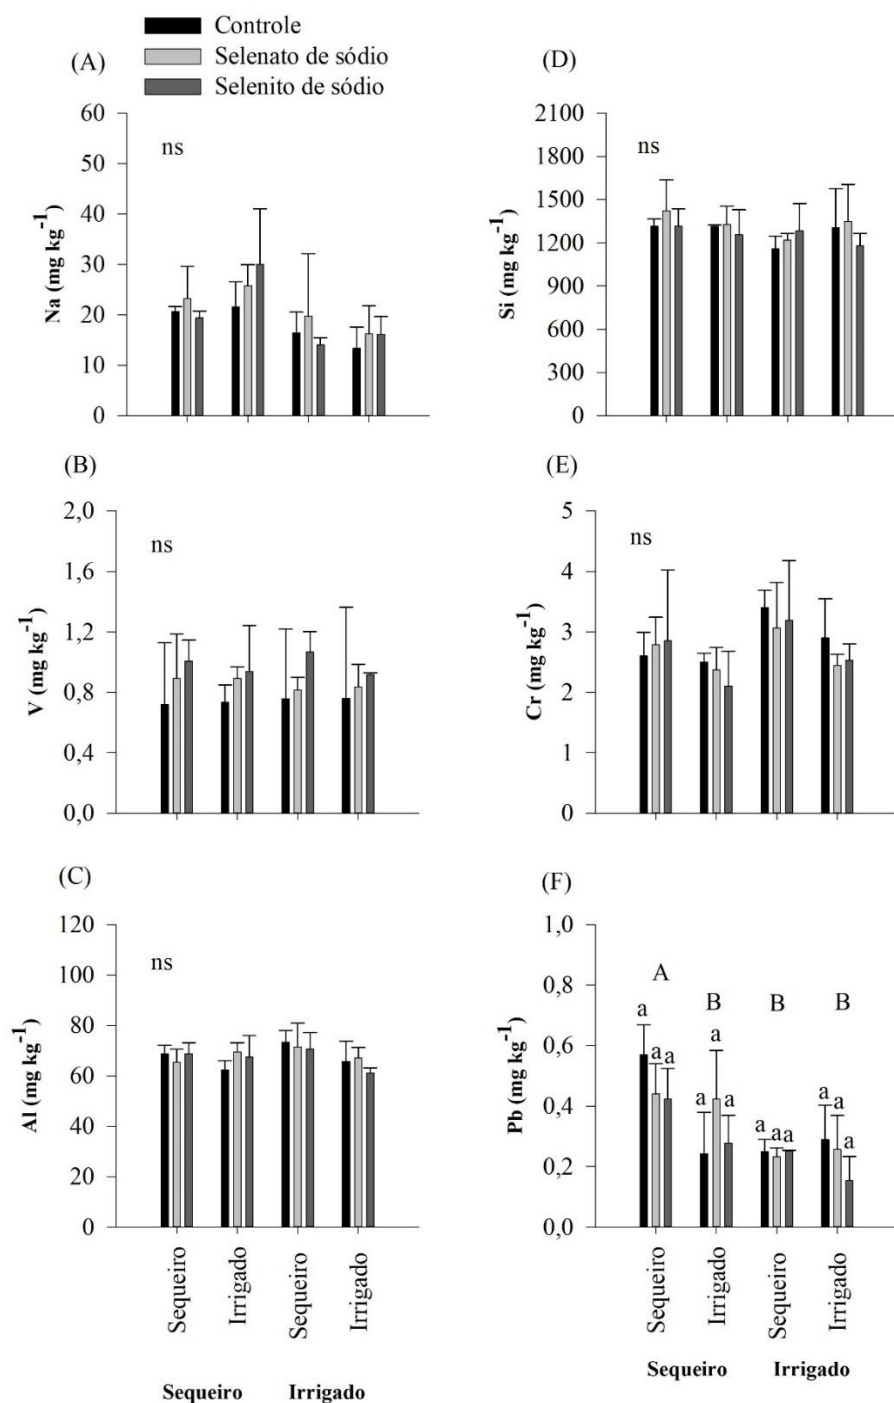 Controle
Selenato de sódio
Selenito de sódio
(A)
60
50
40
30
20
10
0
Na (mg kg-1)
ns
(D)
2100
1800
1500
1200
900
600
300
0
Si (mg kg-1)
ns
(B)
2,0
1,6
1,2
0,8
0,4
0,0
V (mg kg-1)
ns
(E)
5
4
3
2
1
0
Cr (mg kg-1)
ns
(C)
120
100
80
60
40
20
0
Al (mg kg-1)
ns
Sequeiro
Irrigado
Sequeiro
Irrigado
Sequeiro Irrigado
(F)
1,0
0,8
0,6
0,4
0,2
0,0
Pb (mg kg-1)
A B B B
a a a a a a a a a a a a
Sequeiro
Irrigado
Sequeiro
Irrigado
Sequeiro Irrigado